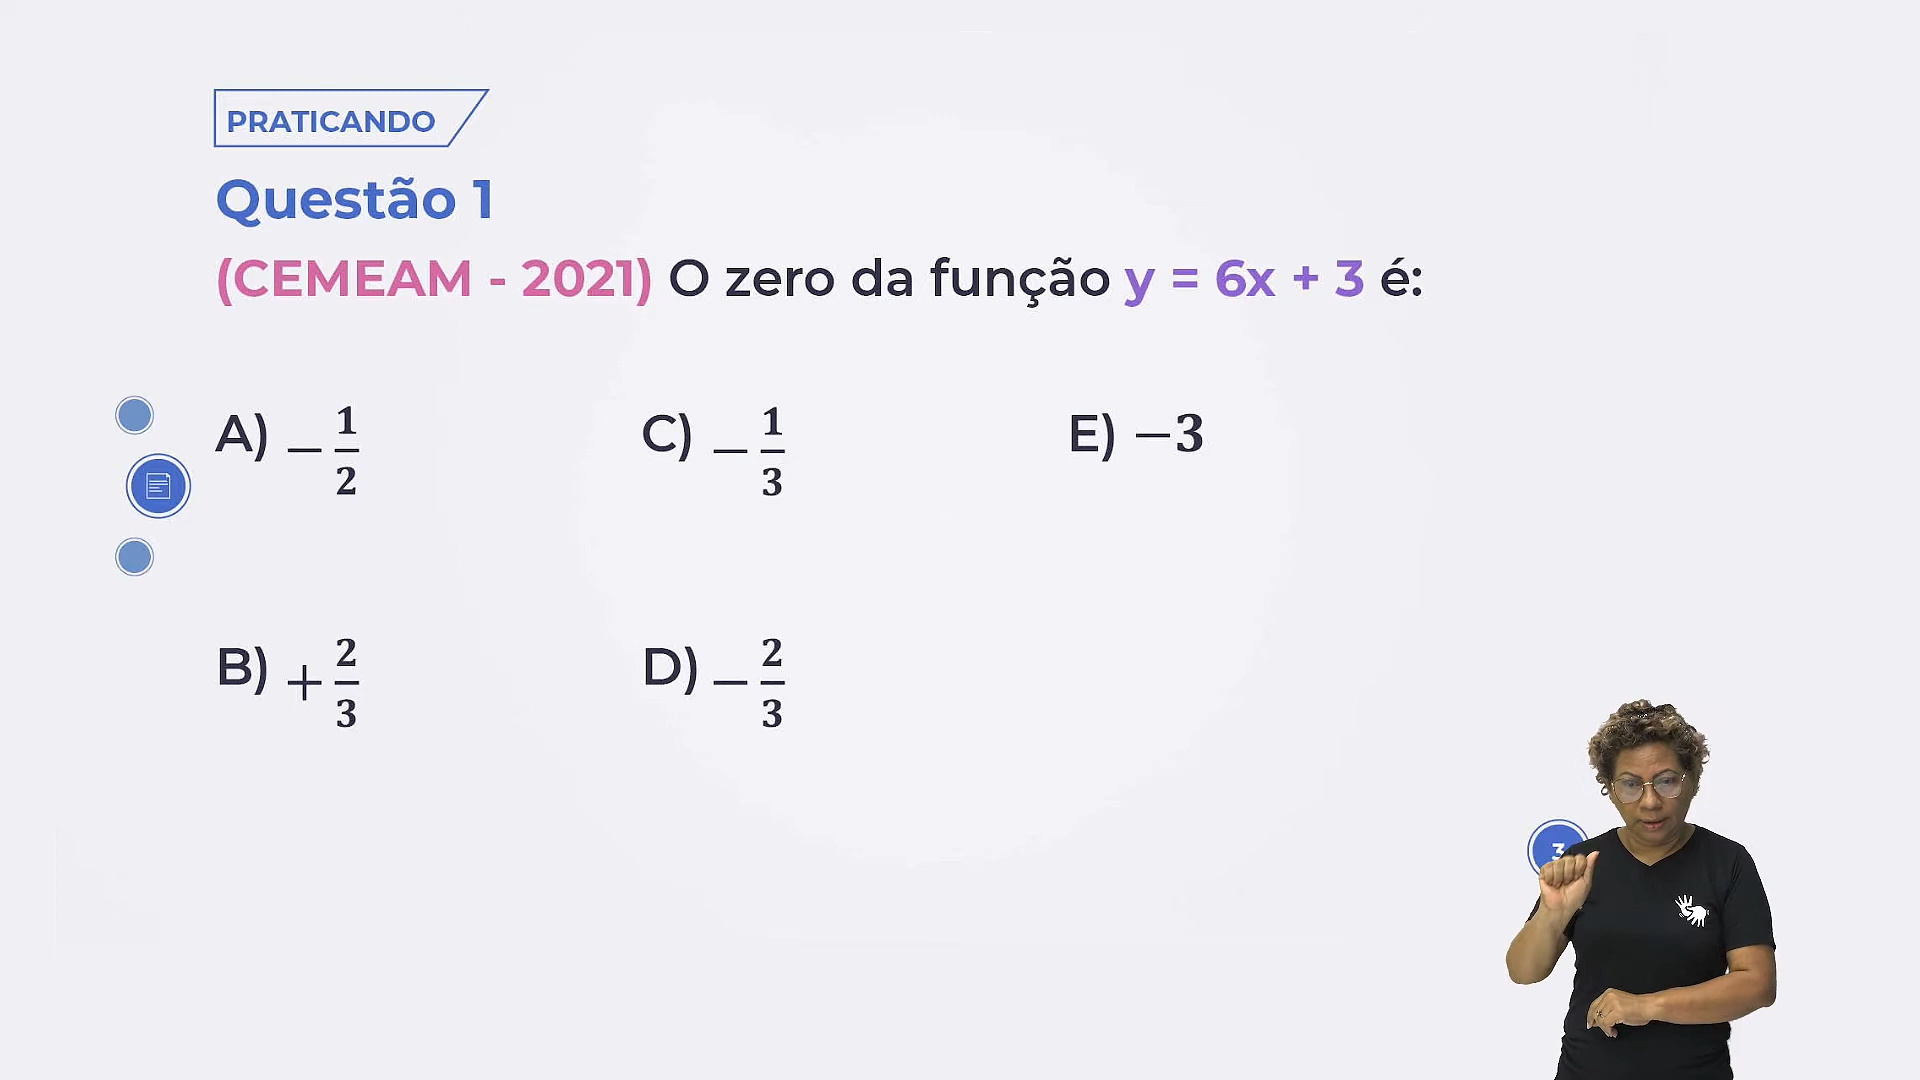 PRATICANDO
Questão 1
(CEMEAM - 2021) O zero da função y = 6x + 3 é:
A) −1/2
C) −1/3
E) −3
B) +2/3
D) −2/3
3